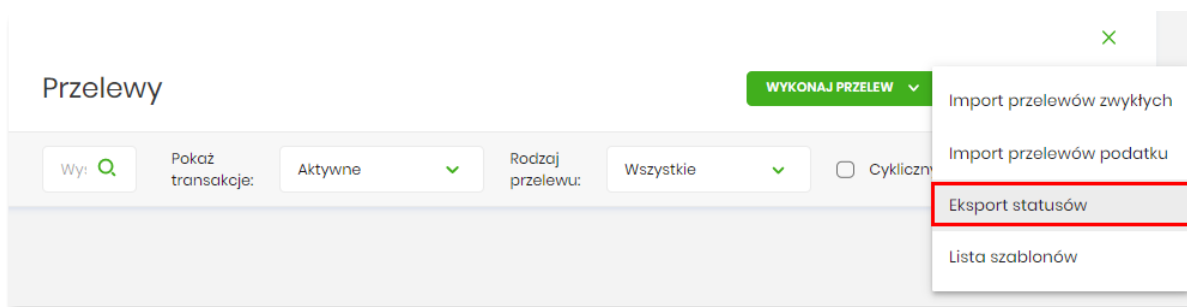 Przelewy
WYKONAJ PRZELEW
Import przelewów zwykłych
Import przelewów podatku
Eksport statusów
Lista szablonów
Pokaż
transakcje:
Aktywne
Rodzaj
przelewu:
Wszystkie